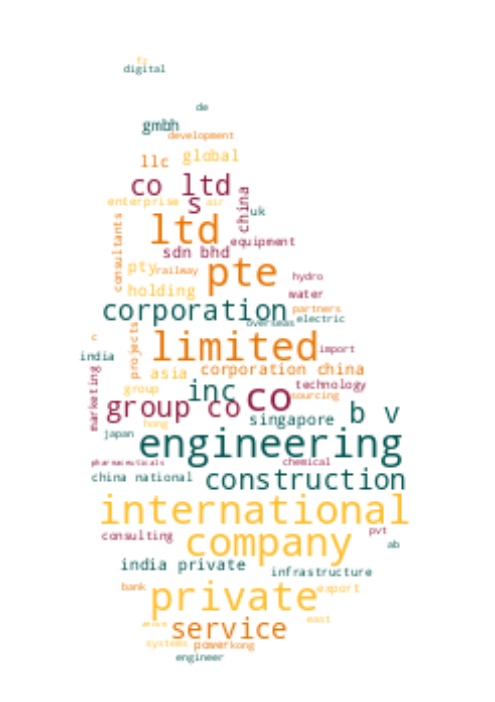 fz
digital
de
gmbh
development
llc global
co ltd
enterprise s air
china uk
consultants
ltd
equipment
sdn bhd
pty railway pte hydro
holding water
corporation partners
overseas electric
c projects limited import
india
asia corporation china
marketing group inc co technology
sourcing
group co b v
hong singapore
japan engineering
pharmaceuticals chemical
china national construction
international
consulting company pvt
ab
india private infrastructure
bank private export
east
service
systems power kong
engineer